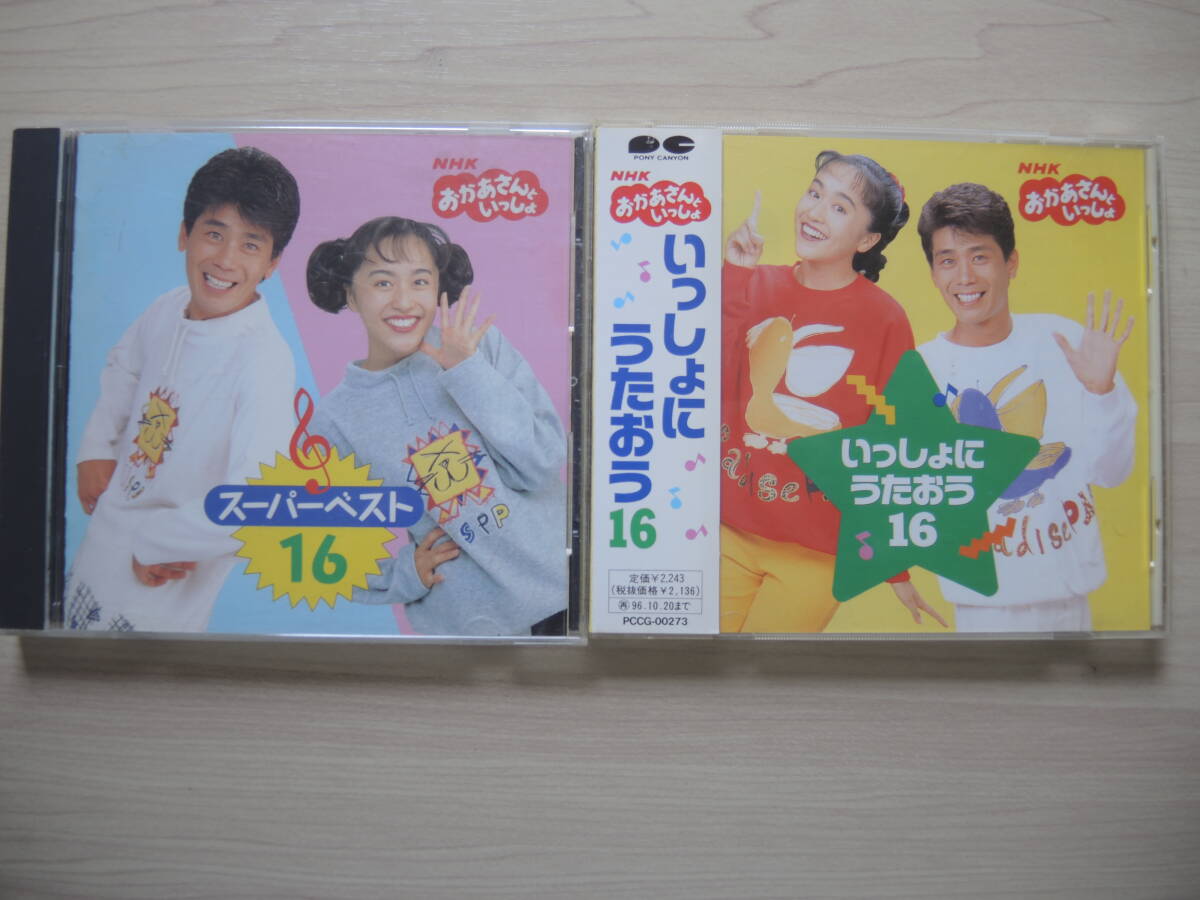 NHK
おかあさんと
いっしょ
SPP
SPP
スーパーベスト
16
PC
PONY CANYON
NHK
おかあさんと
いっしょ
いっしょに
うたおう
16
定価¥2,243
(税抜価格¥2,136)
再 96.10.20まで
PCCG-00273
NHK
おかあさんと
いっしょ
いっしょに
うたおう
16